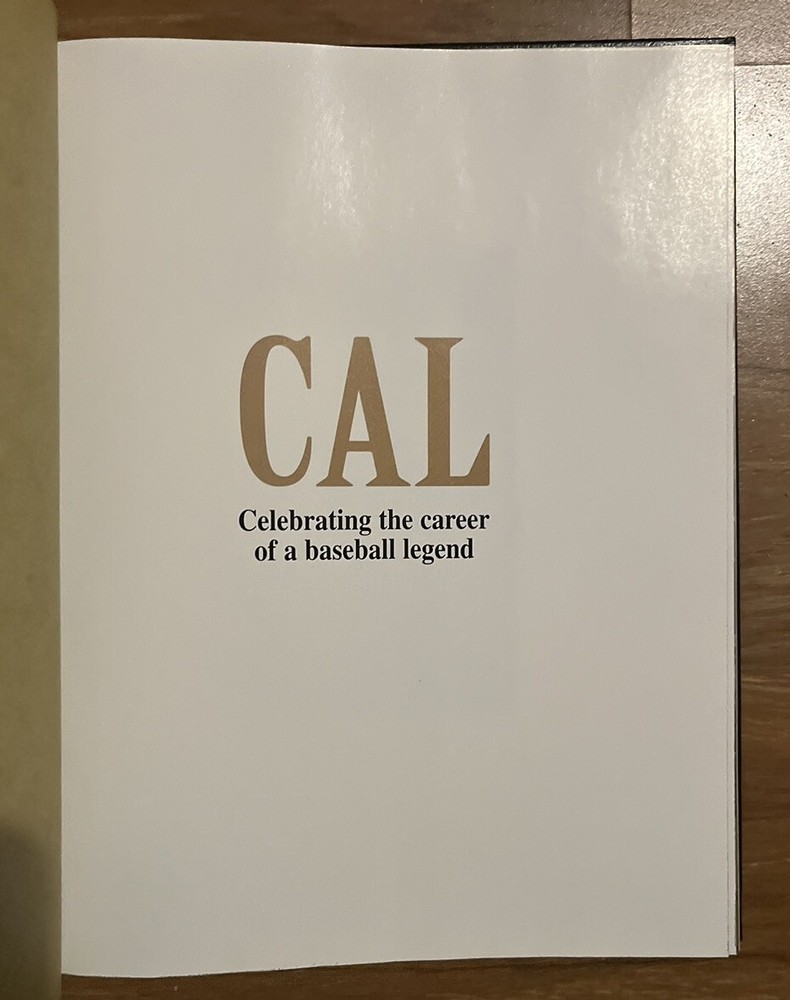 CAL
Celebrating the career
of a baseball legend